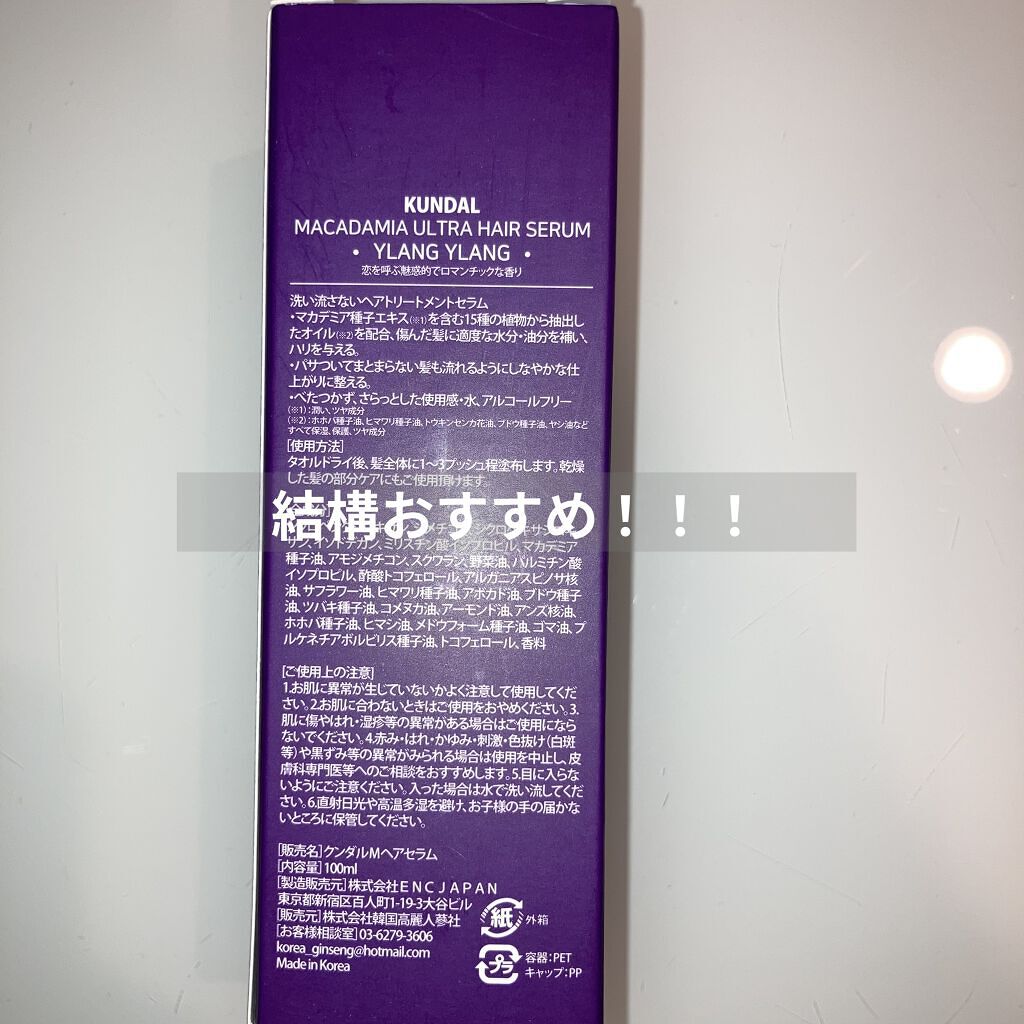 KUNDAL
MACADAMIA ULTRA HAIR SERUM
• YLANG YLANG •
恋を呼ぶ魅惑的でロマンチックな香り
洗い流さないヘアトリートメントセラム
・マカデミア種子エキス(※1)を含む15種の植物から抽出し
たオイル(※2)を配合、傷んだ髪に適度な水分・油分を補い、
ハリを与える。
・パサついてまとまらない髪も流れるようにしなやかな仕
上がりに整える。
・べたつかず、さらっとした使用感・水、アルコールフリー
(※1):潤い、ツヤ成分
(※2):ホホバ種子油、ヒマワリ種子油、トウキンセンカ花油、ブドウ種子油、ヤシ油など
すべて保湿、保護、ツヤ成分
[使用方法]
タオルドライ後、髪全体に1〜3プッシュ程塗布します。乾燥
した髪の部分ケアにもご使用頂けます。
結構おすすめ！！！
ミリスチン酸イソプロピル、マカデミア
種子油、アモジメチコン、スクワラン、野菜油、パルミチン酸
イソプロピル、酢酸トコフェロール、アルガニアスピノサ核
油、サフラワー油、ヒマワリ種子油、アボカド油、ブドウ種子
油、ツバキ種子油、コメヌカ油、アーモンド油、アンズ核油、
ホホバ種子油、ヒマシ油、メドウフォーム種子油、ゴマ油、プ
ルケネチアボルビリス種子油、トコフェロール、香料
[ご使用上の注意]
1.お肌に異常が生していないかよく注意して使用してくだ
さい。2.お肌に合わないときはご使用をおやめください。3.
肌に傷やはれ・湿疹等の異常がある場合はご使用になら
ないでください。4.赤み・はれ・かゆみ・刺激・色抜け(白斑
等)や黒ずみ等の異常がみられる場合は使用を中止し、皮
膚科専門医等へのご相談をおすすめします。5.目に入らな
いようにご注意ください。入った場合は水で洗い流してくだ
さい。6.直射日光や高温多湿を避け、お子様の手の届かな
いところに保管してください。
[販売名]クンダルMヘアセラム
[内容量]100ml
[製造販売元]株式会社ENCJAPAN
東京都新宿区百人町1-19-3大谷ビル
[販売元]株式会社韓国高麗人蔘社
[お客様相談室]03-6279-3606
korea_ginseng@hotmail.com
Made in Korea
紙 外箱
プラ 容器:PET
キャップ:PP